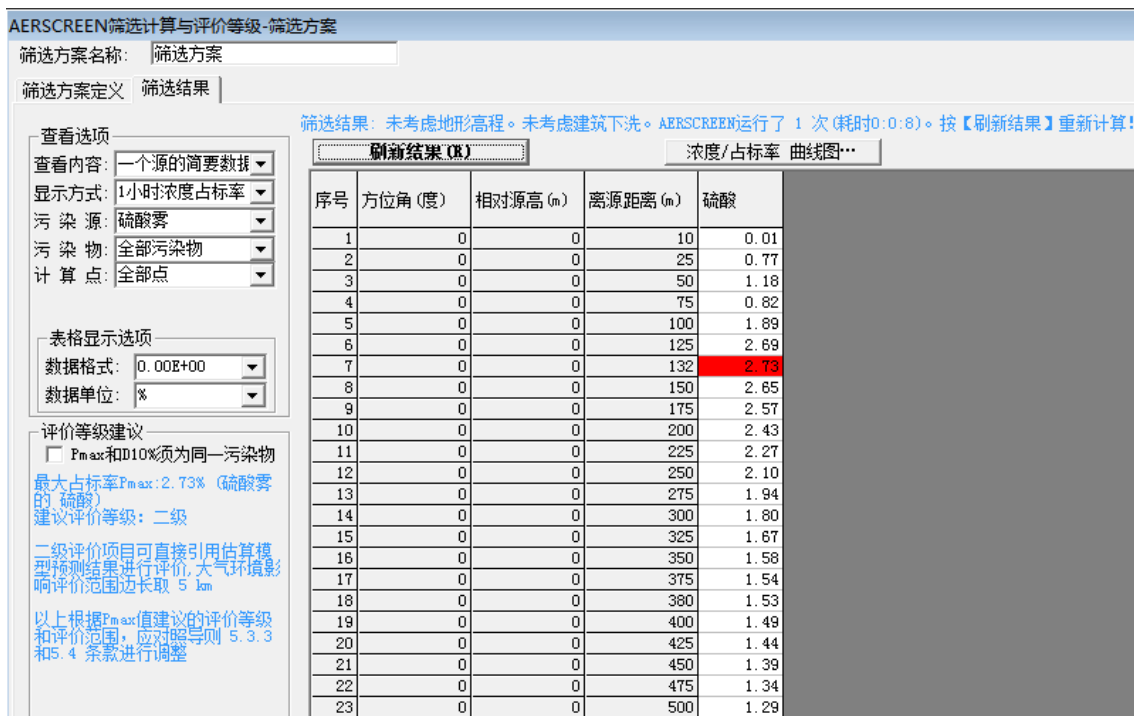 AERSCREEN筛选计算与评价等级-筛选方案
筛选方案名称: 筛选方案
筛选方案定义 筛选结果
筛选结果: 未考虑地形高程。未考虑建筑下洗。AERSCREEN运行了 1 次(耗时0:0:8)。按【刷新结果】重新计算!
刷新结果(R) 浓度/占标率 曲线图…
查看选项
查看内容: 一个源的简要数据
显示方式: 1小时浓度占标率
污 染 源: 硫酸雾
污 染 物: 全部污染物
计 算 点: 全部点
表格显示选项
数据格式: 0.00E+00
数据单位: %
评价等级建议
Pmax和D10%须为同一污染物
最大占标率Pmax:2.73% (硫酸雾
的 硫酸)
建议评价等级: 二级
二级评价项目可直接引用估算模
型预测结果进行评价,大气环境影
响评价范围边长取 5 km
以上根据Pmax值建议的评价等级
和评价范围，应对照导则 5.3.3
和5.4 条款进行调整
序号 方位角(度) 相对源高(m) 离源距离(m) 硫酸
1 0 0 10 0.01
2 0 0 25 0.77
3 0 0 50 1.18
4 0 0 75 0.82
5 0 0 100 1.89
6 0 0 125 2.69
7 0 0 132 2.73
8 0 0 150 2.65
9 0 0 175 2.57
10 0 0 200 2.43
11 0 0 225 2.27
12 0 0 250 2.10
13 0 0 275 1.94
14 0 0 300 1.80
15 0 0 325 1.67
16 0 0 350 1.58
17 0 0 375 1.54
18 0 0 380 1.53
19 0 0 400 1.49
20 0 0 425 1.44
21 0 0 450 1.39
22 0 0 475 1.34
23 0 0 500 1.29